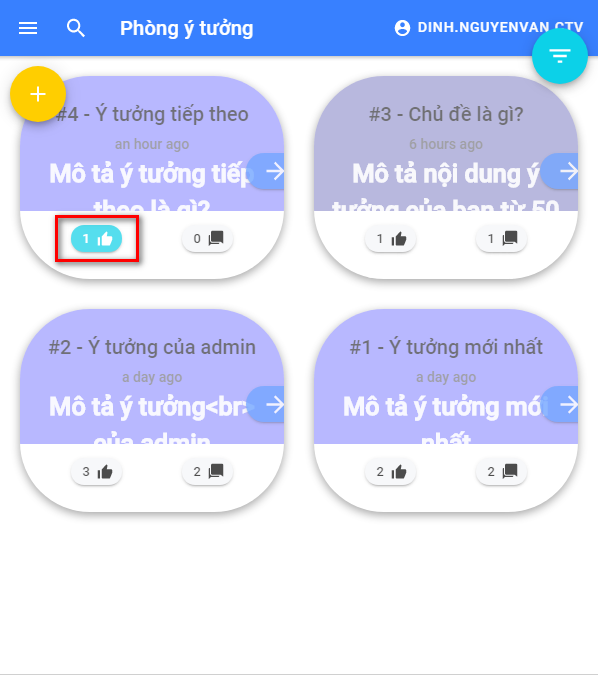 Phòng ý tưởng
DINH.NGUYENVAN.CTV
#4 - Ý tưởng tiếp theo
an hour ago
Mô tả ý tưởng tiếp
theo là gì?
1
0
#3 - Chủ đề là gì?
6 hours ago
Mô tả nội dung ý
tưởng của bạn từ 50
1
1
#2 - Ý tưởng của admin
a day ago
Mô tả ý tưởng<br>
của admin
3
2
#1 - Ý tưởng mới nhất
a day ago
Mô tả ý tưởng mới
nhất
2
2